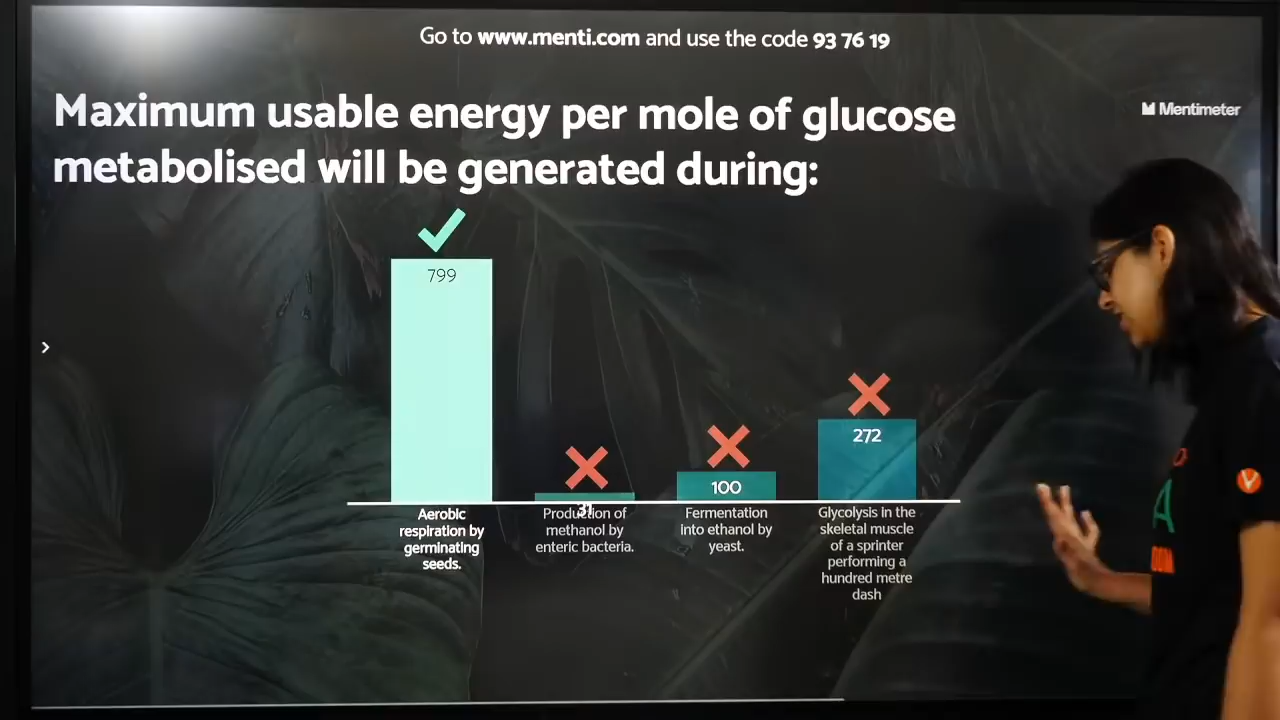 Go to www.menti.com and use the code 93 76 19
Maximum usable energy per mole of glucose
metabolised will be generated during:
Mentimeter
799
31
100
272
Aerobic
respiration by
germinating
seeds.
Production of
methanol by
enteric bacteria.
Fermentation
into ethanol by
yeast.
Glycolysis in the
skeletal muscle
of a sprinter
performing a
hundred metre
dash